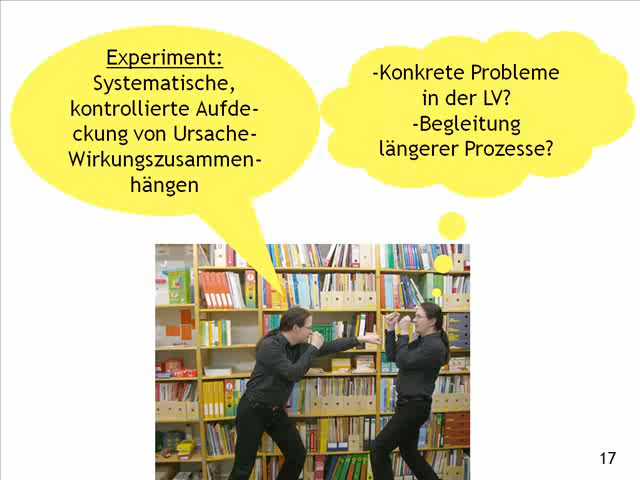 Experiment:
Systematische,
kontrollierte Aufde-
ckung von Ursache-
Wirkungszusammen-
hängen
-Konkrete Probleme
in der LV?
-Begleitung
längerer Prozesse?
17